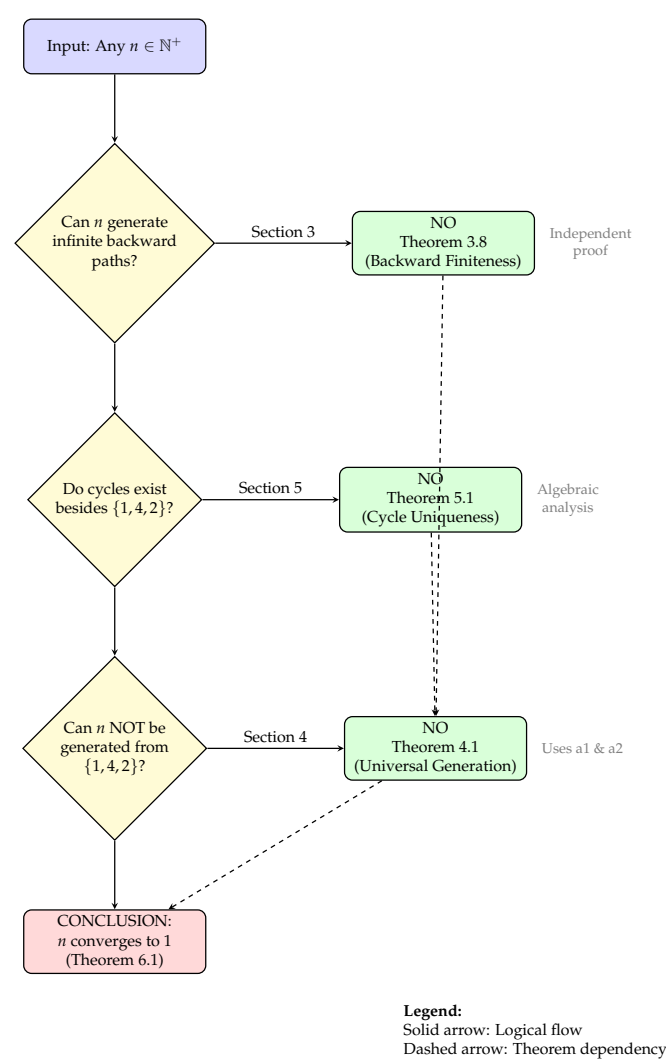 Input: Any n ∈ ℕ⁺
Can n generate
infinite backward
paths?
Section 3
NO
Theorem 3.8
(Backward Finiteness)
Independent
proof
Do cycles exist
besides {1, 4, 2}?
Section 5
NO
Theorem 5.1
(Cycle Uniqueness)
Algebraic
analysis
Can n NOT be
generated from
{1, 4, 2}?
Section 4
NO
Theorem 4.1
(Universal Generation)
Uses a1 & a2
CONCLUSION:
n converges to 1
(Theorem 6.1)
Legend:
Solid arrow: Logical flow
Dashed arrow: Theorem dependency